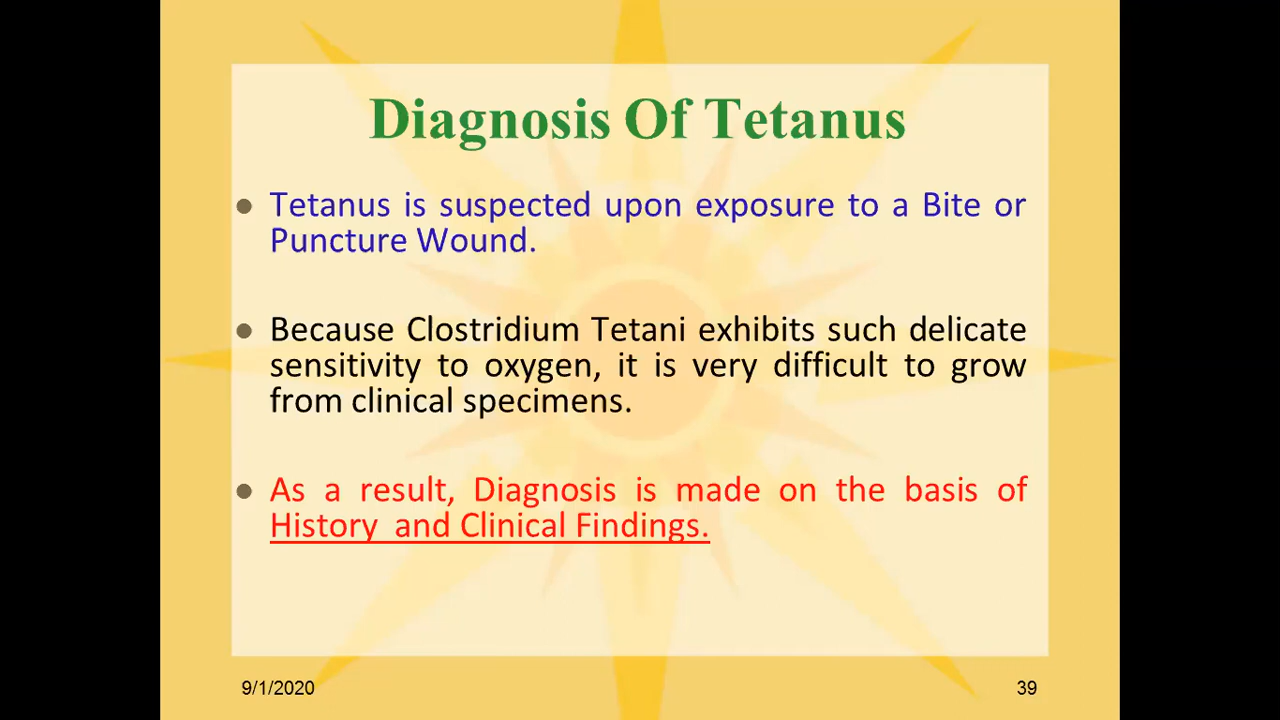 Diagnosis Of Tetanus
● Tetanus is suspected upon exposure to a Bite or
Puncture Wound.
● Because Clostridium Tetani exhibits such delicate
sensitivity to oxygen, it is very difficult to grow
from clinical specimens.
● As a result, Diagnosis is made on the basis of
History and Clinical Findings.
9/1/2020
39